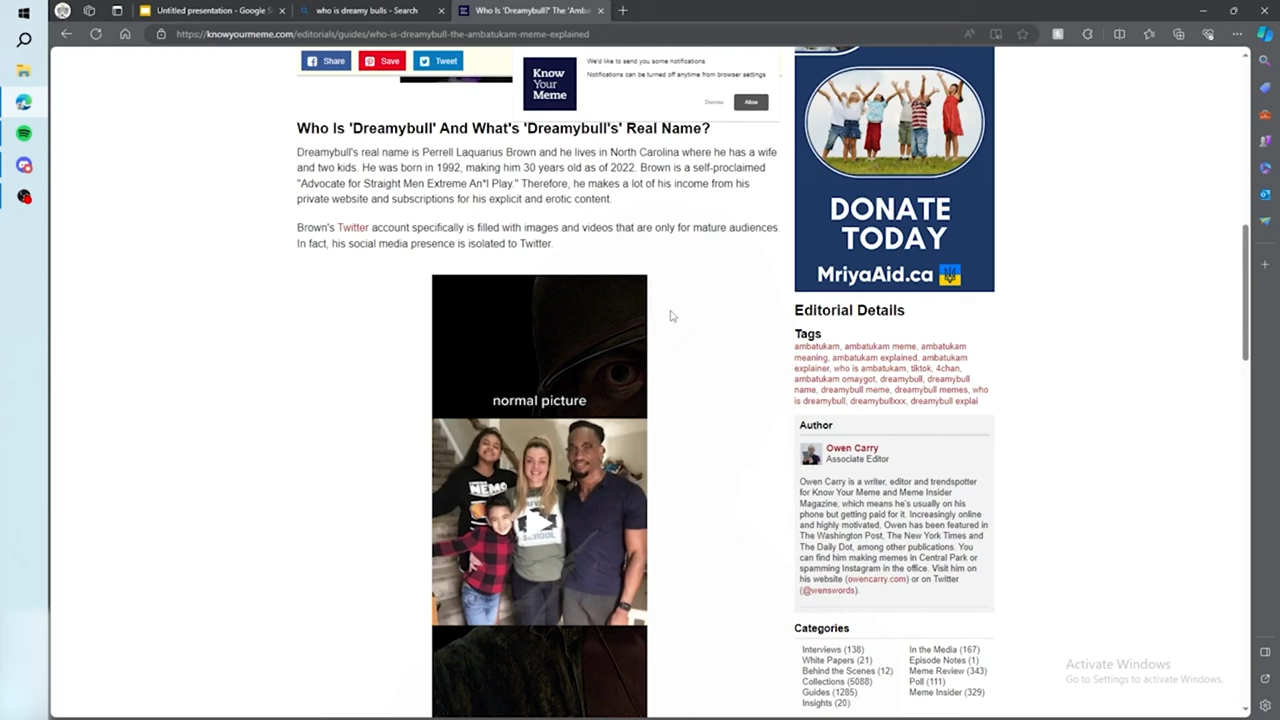 Untitled presentation - Google S
who is dreamy bulls - Search
Who Is 'Dreamybull?' The 'Amba
https://knowyourmeme.com/editorials/guides/who-is-dreamybull-the-ambatukam-meme-explained
Share
Save
Tweet
Know
Your
Meme
We'd like to send you some notifications
Notifications can be turned off anytime from browser settings
Dismiss
Allow
Who Is 'Dreamybull' And What's 'Dreamybull's' Real Name?
Dreamybull's real name is Perrell Laquarius Brown and he lives in North Carolina where he has a wife
and two kids. He was born in 1992, making him 30 years old as of 2022. Brown is a self-proclaimed
"Advocate for Straight Men Extreme An*l Play." Therefore, he makes a lot of his income from his
private website and subscriptions for his explicit and erotic content.
Brown's Twitter account specifically is filled with images and videos that are only for mature audiences.
In fact, his social media presence is isolated to Twitter.
normal picture
NEMO
SCHOOL
DONATE
TODAY
MriyaAid.ca
Editorial Details
Tags
ambatukam, ambatukam meme, ambatukam
meaning, ambatukam explained, ambatukam
explainer, who is ambatukam, tiktok, 4chan,
ambatukam omaygot, dreamybull, dreamybull
name, dreamybull meme, dreamybull memes, who
is dreamybull, dreamybullxxx, dreamybull explai
Author
Owen Carry
Associate Editor
Owen Carry is a writer, editor and trendspotter
for Know Your Meme and Meme Insider
Magazine, which means he's usually on his
phone but getting paid for it. Increasingly online
and highly motivated, Owen has been featured in
The Washington Post, The New York Times and
The Daily Dot, among other publications. You
can find him making memes in Central Park or
spamming Instagram in the office. Visit him on
his website (owencarry.com) or on Twitter
(@wenswords).
Categories
Interviews (138)
White Papers (21)
Behind the Scenes (12)
Collections (5088)
Guides (1285)
Insights (20)
In the Media (167)
Episode Notes (1)
Meme Review (343)
Poll (111)
Meme Insider (329)
Activate Windows
Go to Settings to activate Windows.